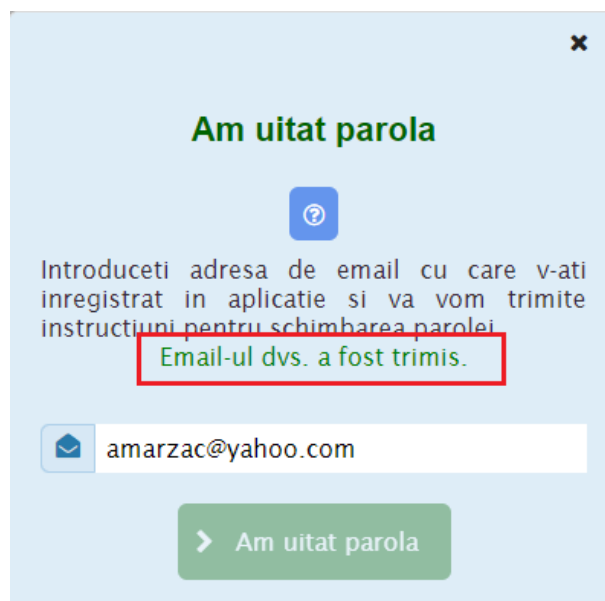 Am uitat parola
Introduceti adresa de email cu care v-ati
inregistrat in aplicatie si va vom trimite
instructiuni pentru schimbarea parolei
Email-ul dvs. a fost trimis.
amarzac@yahoo.com
Am uitat parola